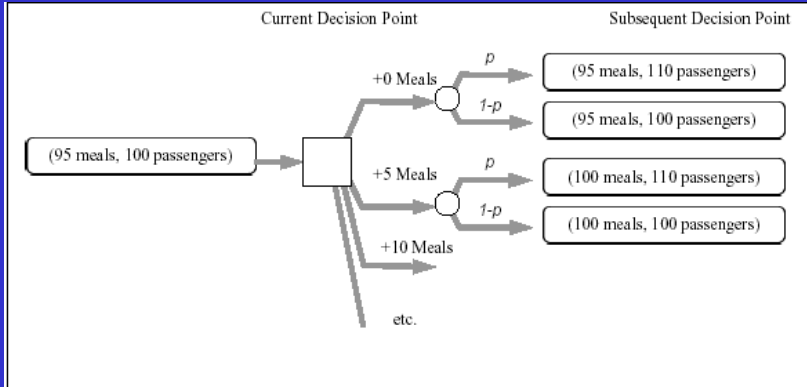 Current Decision Point
Subsequent Decision Point
p
(95 meals, 110 passengers)
+0 Meals
1-p
(95 meals, 100 passengers)
(95 meals, 100 passengers)
p
(100 meals, 110 passengers)
+5 Meals
1-p
(100 meals, 100 passengers)
+10 Meals
etc.